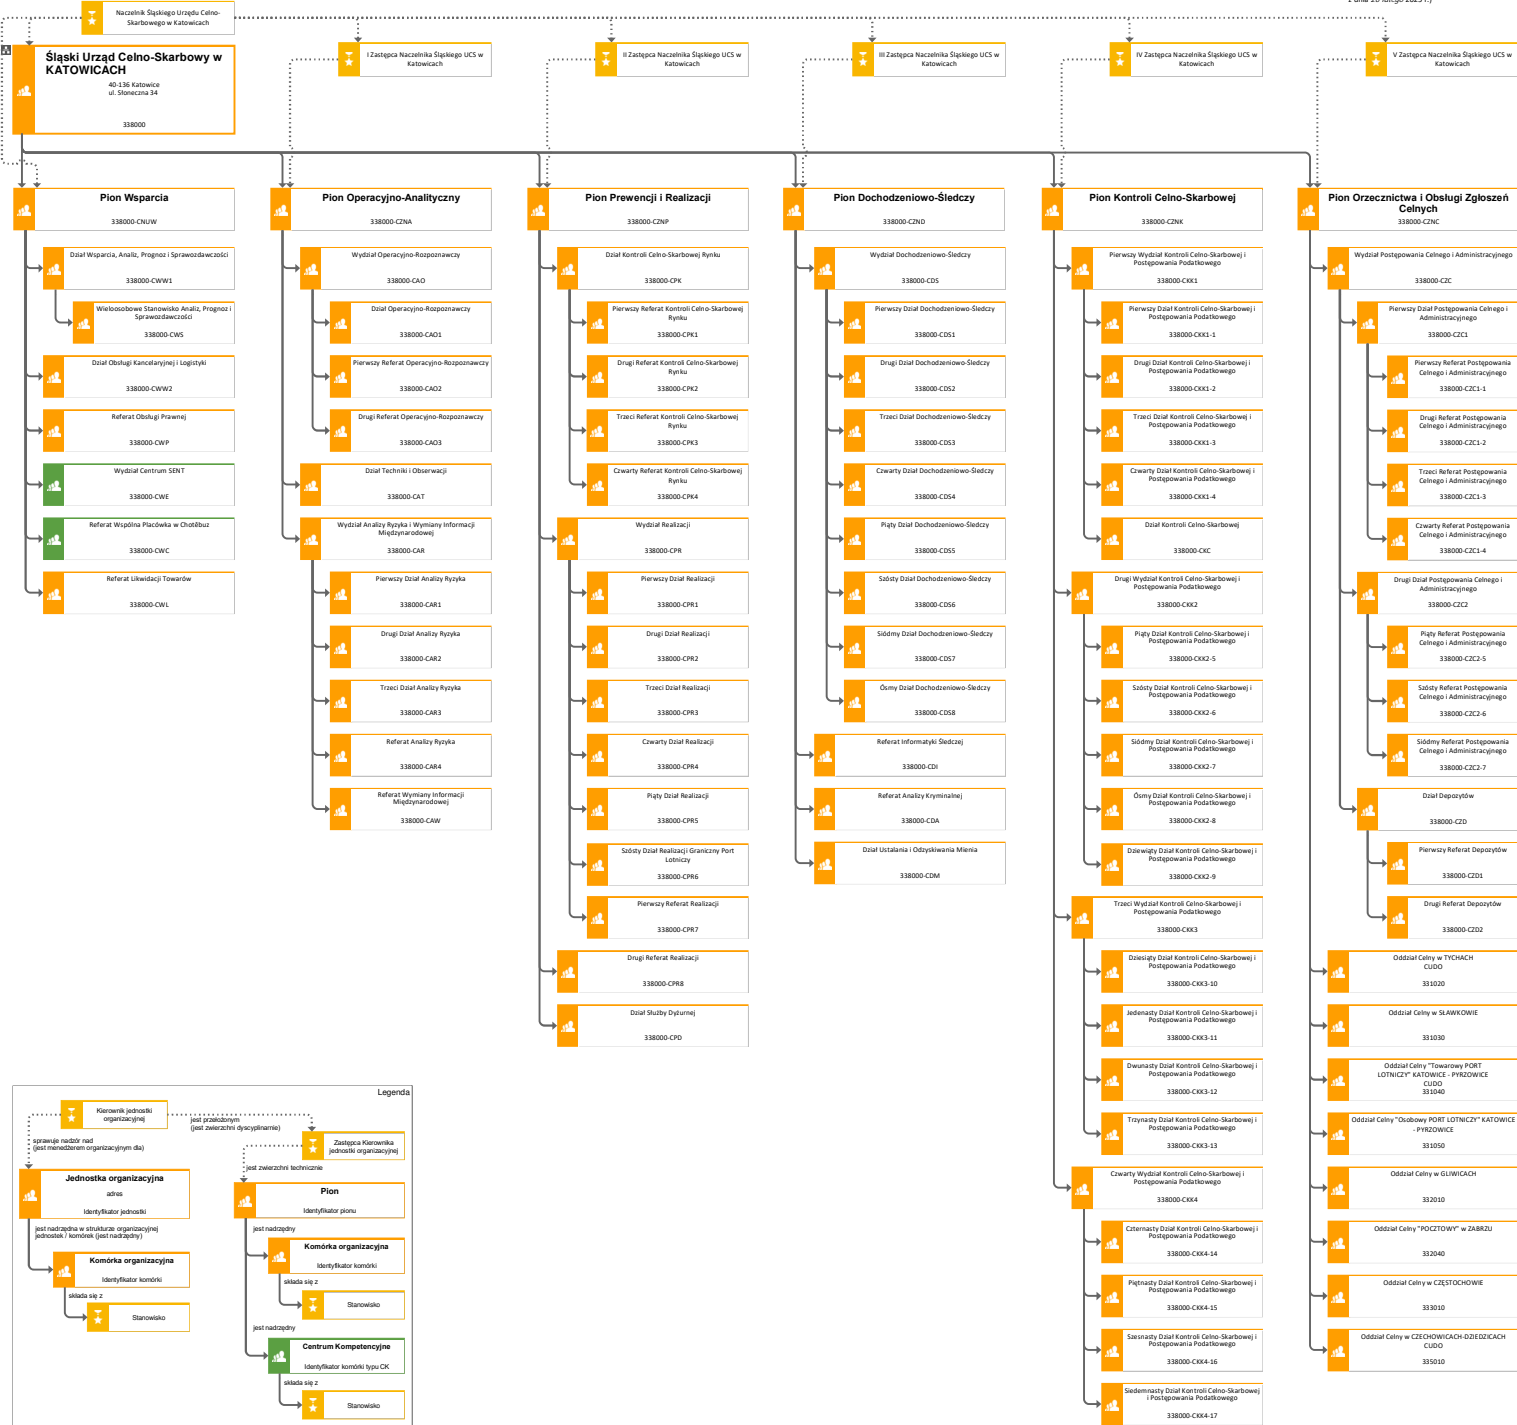 z dnia 20 lutego 2025 r.)
Naczelnik Śląskiego Urzędu Celno-
Skarbowego w Katowicach
Śląski Urząd Celno-Skarbowy w
KATOWICACH
40-136 Katowice
ul. Słoneczna 34
338000
I Zastępca Naczelnika Śląskiego UCS w
Katowicach
II Zastępca Naczelnika Śląskiego UCS w
Katowicach
III Zastępca Naczelnika Śląskiego UCS w
Katowicach
IV Zastępca Naczelnika Śląskiego UCS w
Katowicach
V Zastępca Naczelnika Śląskiego UCS w
Katowicach
Pion Wsparcia
338000-CNUW
Dział Wsparcia, Analiz, Prognoz i Sprawozdawczości
338000-CWW1
Wieloosobowe Stanowisko Analiz, Prognoz i
Sprawozdawczości
338000-CWS
Dział Obsługi Kancelaryjnej i Logistyki
338000-CWW2
Referat Obsługi Prawnej
338000-CWP
Wydział Centrum SENT
338000-CWE
Referat Wspólna Placówka w Chotěbuz
338000-CWC
Referat Likwidacji Towarów
338000-CWL
Pion Operacyjno-Analityczny
338000-CZNA
Wydział Operacyjno-Rozpoznawczy
338000-CAO
Dział Operacyjno-Rozpoznawczy
338000-CAO1
Pierwszy Referat Operacyjno-Rozpoznawczy
338000-CAO2
Drugi Referat Operacyjno-Rozpoznawczy
338000-CAO3
Dział Techniki i Obserwacji
338000-CAT
Wydział Analizy Ryzyka i Wymiany Informacji
Międzynarodowej
338000-CAR
Pierwszy Dział Analizy Ryzyka
338000-CAR1
Drugi Dział Analizy Ryzyka
338000-CAR2
Trzeci Dział Analizy Ryzyka
338000-CAR3
Referat Analizy Ryzyka
338000-CAR4
Referat Wymiany Informacji
Międzynarodowej
338000-CAW
Pion Prewencji i Realizacji
338000-CZNP
Dział Kontroli Celno-Skarbowej Rynku
338000-CPK
Pierwszy Referat Kontroli Celno-Skarbowej
Rynku
338000-CPK1
Drugi Referat Kontroli Celno-Skarbowej
Rynku
338000-CPK2
Trzeci Referat Kontroli Celno-Skarbowej
Rynku
338000-CPK3
Czwarty Referat Kontroli Celno-Skarbowej
Rynku
338000-CPK4
Wydział Realizacji
338000-CPR
Pierwszy Dział Realizacji
338000-CPR1
Drugi Dział Realizacji
338000-CPR2
Trzeci Dział Realizacji
338000-CPR3
Czwarty Dział Realizacji
338000-CPR4
Piąty Dział Realizacji
338000-CPR5
Szósty Dział Realizacji Graniczny Port
Lotniczy
338000-CPR6
Pierwszy Referat Realizacji
338000-CPR7
Drugi Referat Realizacji
338000-CPR8
Dział Służby Dyżurnej
338000-CPD
Pion Dochodzeniowo-Śledczy
338000-CZND
Wydział Dochodzeniowo-Śledczy
338000-CDS
Pierwszy Dział Dochodzeniowo-Śledczy
338000-CDS1
Drugi Dział Dochodzeniowo-Śledczy
338000-CDS2
Trzeci Dział Dochodzeniowo-Śledczy
338000-CDS3
Czwarty Dział Dochodzeniowo-Śledczy
338000-CDS4
Piąty Dział Dochodzeniowo-Śledczy
338000-CDS5
Szósty Dział Dochodzeniowo-Śledczy
338000-CDS6
Siódmy Dział Dochodzeniowo-Śledczy
338000-CDS7
Ósmy Dział Dochodzeniowo-Śledczy
338000-CDS8
Referat Informatyki Śledczej
338000-CDI
Referat Analizy Kryminalnej
338000-CDA
Dział Ustalania i Odzyskiwania Mienia
338000-CDM
Pion Kontroli Celno-Skarbowej
338000-CZNK
Pierwszy Wydział Kontroli Celno-Skarbowej i
Postępowania Podatkowego
338000-CKK1
Pierwszy Dział Kontroli Celno-Skarbowej i
Postępowania Podatkowego
338000-CKK1-1
Drugi Dział Kontroli Celno-Skarbowej i
Postępowania Podatkowego
338000-CKK1-2
Trzeci Dział Kontroli Celno-Skarbowej i
Postępowania Podatkowego
338000-CKK1-3
Czwarty Dział Kontroli Celno-Skarbowej i
Postępowania Podatkowego
338000-CKK1-4
Dział Kontroli Celno-Skarbowej
338000-CKC
Drugi Wydział Kontroli Celno-Skarbowej i
Postępowania Podatkowego
338000-CKK2
Piąty Dział Kontroli Celno-Skarbowej i
Postępowania Podatkowego
338000-CKK2-5
Szósty Dział Kontroli Celno-Skarbowej i
Postępowania Podatkowego
338000-CKK2-6
Siódmy Dział Kontroli Celno-Skarbowej i
Postępowania Podatkowego
338000-CKK2-7
Ósmy Dział Kontroli Celno-Skarbowej i
Postępowania Podatkowego
338000-CKK2-8
Dziewiąty Dział Kontroli Celno-Skarbowej i
Postępowania Podatkowego
338000-CKK2-9
Trzeci Wydział Kontroli Celno-Skarbowej i
Postępowania Podatkowego
338000-CKK3
Dziesiąty Dział Kontroli Celno-Skarbowej i
Postępowania Podatkowego
338000-CKK3-10
Jedenasty Dział Kontroli Celno-Skarbowej i
Postępowania Podatkowego
338000-CKK3-11
Dwunasty Dział Kontroli Celno-Skarbowej i
Postępowania Podatkowego
338000-CKK3-12
Trzynasty Dział Kontroli Celno-Skarbowej i
Postępowania Podatkowego
338000-CKK3-13
Czwarty Wydział Kontroli Celno-Skarbowej i
Postępowania Podatkowego
338000-CKK4
Czternasty Dział Kontroli Celno-Skarbowej i
Postępowania Podatkowego
338000-CKK4-14
Piętnasty Dział Kontroli Celno-Skarbowej i
Postępowania Podatkowego
338000-CKK4-15
Szesnasty Dział Kontroli Celno-Skarbowej i
Postępowania Podatkowego
338000-CKK4-16
Siedemnasty Dział Kontroli Celno-Skarbowej
i Postępowania Podatkowego
338000-CKK4-17
Pion Orzecznictwa i Obsługi Zgłoszeń
Celnych
338000-CZNC
Wydział Postępowania Celnego i Administracyjnego
338000-CZC
Pierwszy Dział Postępowania Celnego i
Administracyjnego
338000-CZC1
Pierwszy Referat Postępowania
Celnego i Administracyjnego
338000-CZC1-1
Drugi Referat Postępowania
Celnego i Administracyjnego
338000-CZC1-2
Trzeci Referat Postępowania
Celnego i Administracyjnego
338000-CZC1-3
Czwarty Referat Postępowania
Celnego i Administracyjnego
338000-CZC1-4
Drugi Dział Postępowania Celnego i
Administracyjnego
338000-CZC2
Piąty Referat Postępowania
Celnego i Administracyjnego
338000-CZC2-5
Szósty Referat Postępowania
Celnego i Administracyjnego
338000-CZC2-6
Siódmy Referat Postępowania
Celnego i Administracyjnego
338000-CZC2-7
Dział Depozytów
338000-CZD
Pierwszy Referat Depozytów
338000-CZD1
Drugi Referat Depozytów
338000-CZD2
Oddział Celny w TYCHACH
CUDO
331020
Oddział Celny w SŁAWKOWIE
331030
Oddział Celny "Towarowy PORT
LOTNICZY" KATOWICE - PYRZOWICE
CUDO
331040
Oddział Celny "Osobowy PORT LOTNICZY" KATOWICE
- PYRZOWICE
331050
Oddział Celny w GLIWICACH
332010
Oddział Celny "POCZTOWY" w ZABRZU
332040
Oddział Celny w CZĘSTOCHOWIE
333010
Oddział Celny w CZECHOWICACH-DZIEDZICACH
CUDO
335010
Legenda
Kierownik jednostki
organizacyjnej
jest przełożonym
(jest zwierzchni dyscyplinarnie)
sprawuje nadzór nad
(jest menedżerem organizacyjnym dla)
Zastępca Kierownika
jednostki organizacyjnej
jest zwierzchni technicznie
Jednostka organizacyjna
adres
Identyfikator jednostki
jest nadrzędna w strukturze organizacyjnej
jednostek / komórek (jest nadrzędny)
Komórka organizacyjna
Identyfikator komórki
składa się z
Stanowisko
Pion
Identyfikator pionu
jest nadrzędny
Komórka organizacyjna
Identyfikator komórki
składa się z
Stanowisko
jest nadrzędny
Centrum Kompetencyjne
Identyfikator komórki typu CK
składa się z
Stanowisko